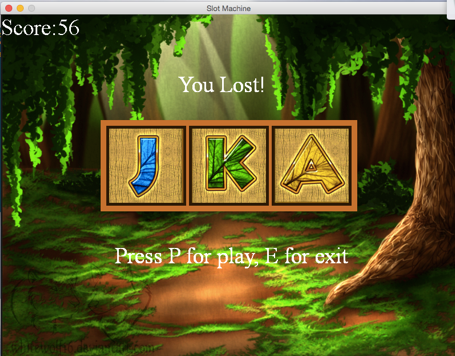 Slot Machine
Score:56
You Lost!
J K A
Press P for play, E for exit